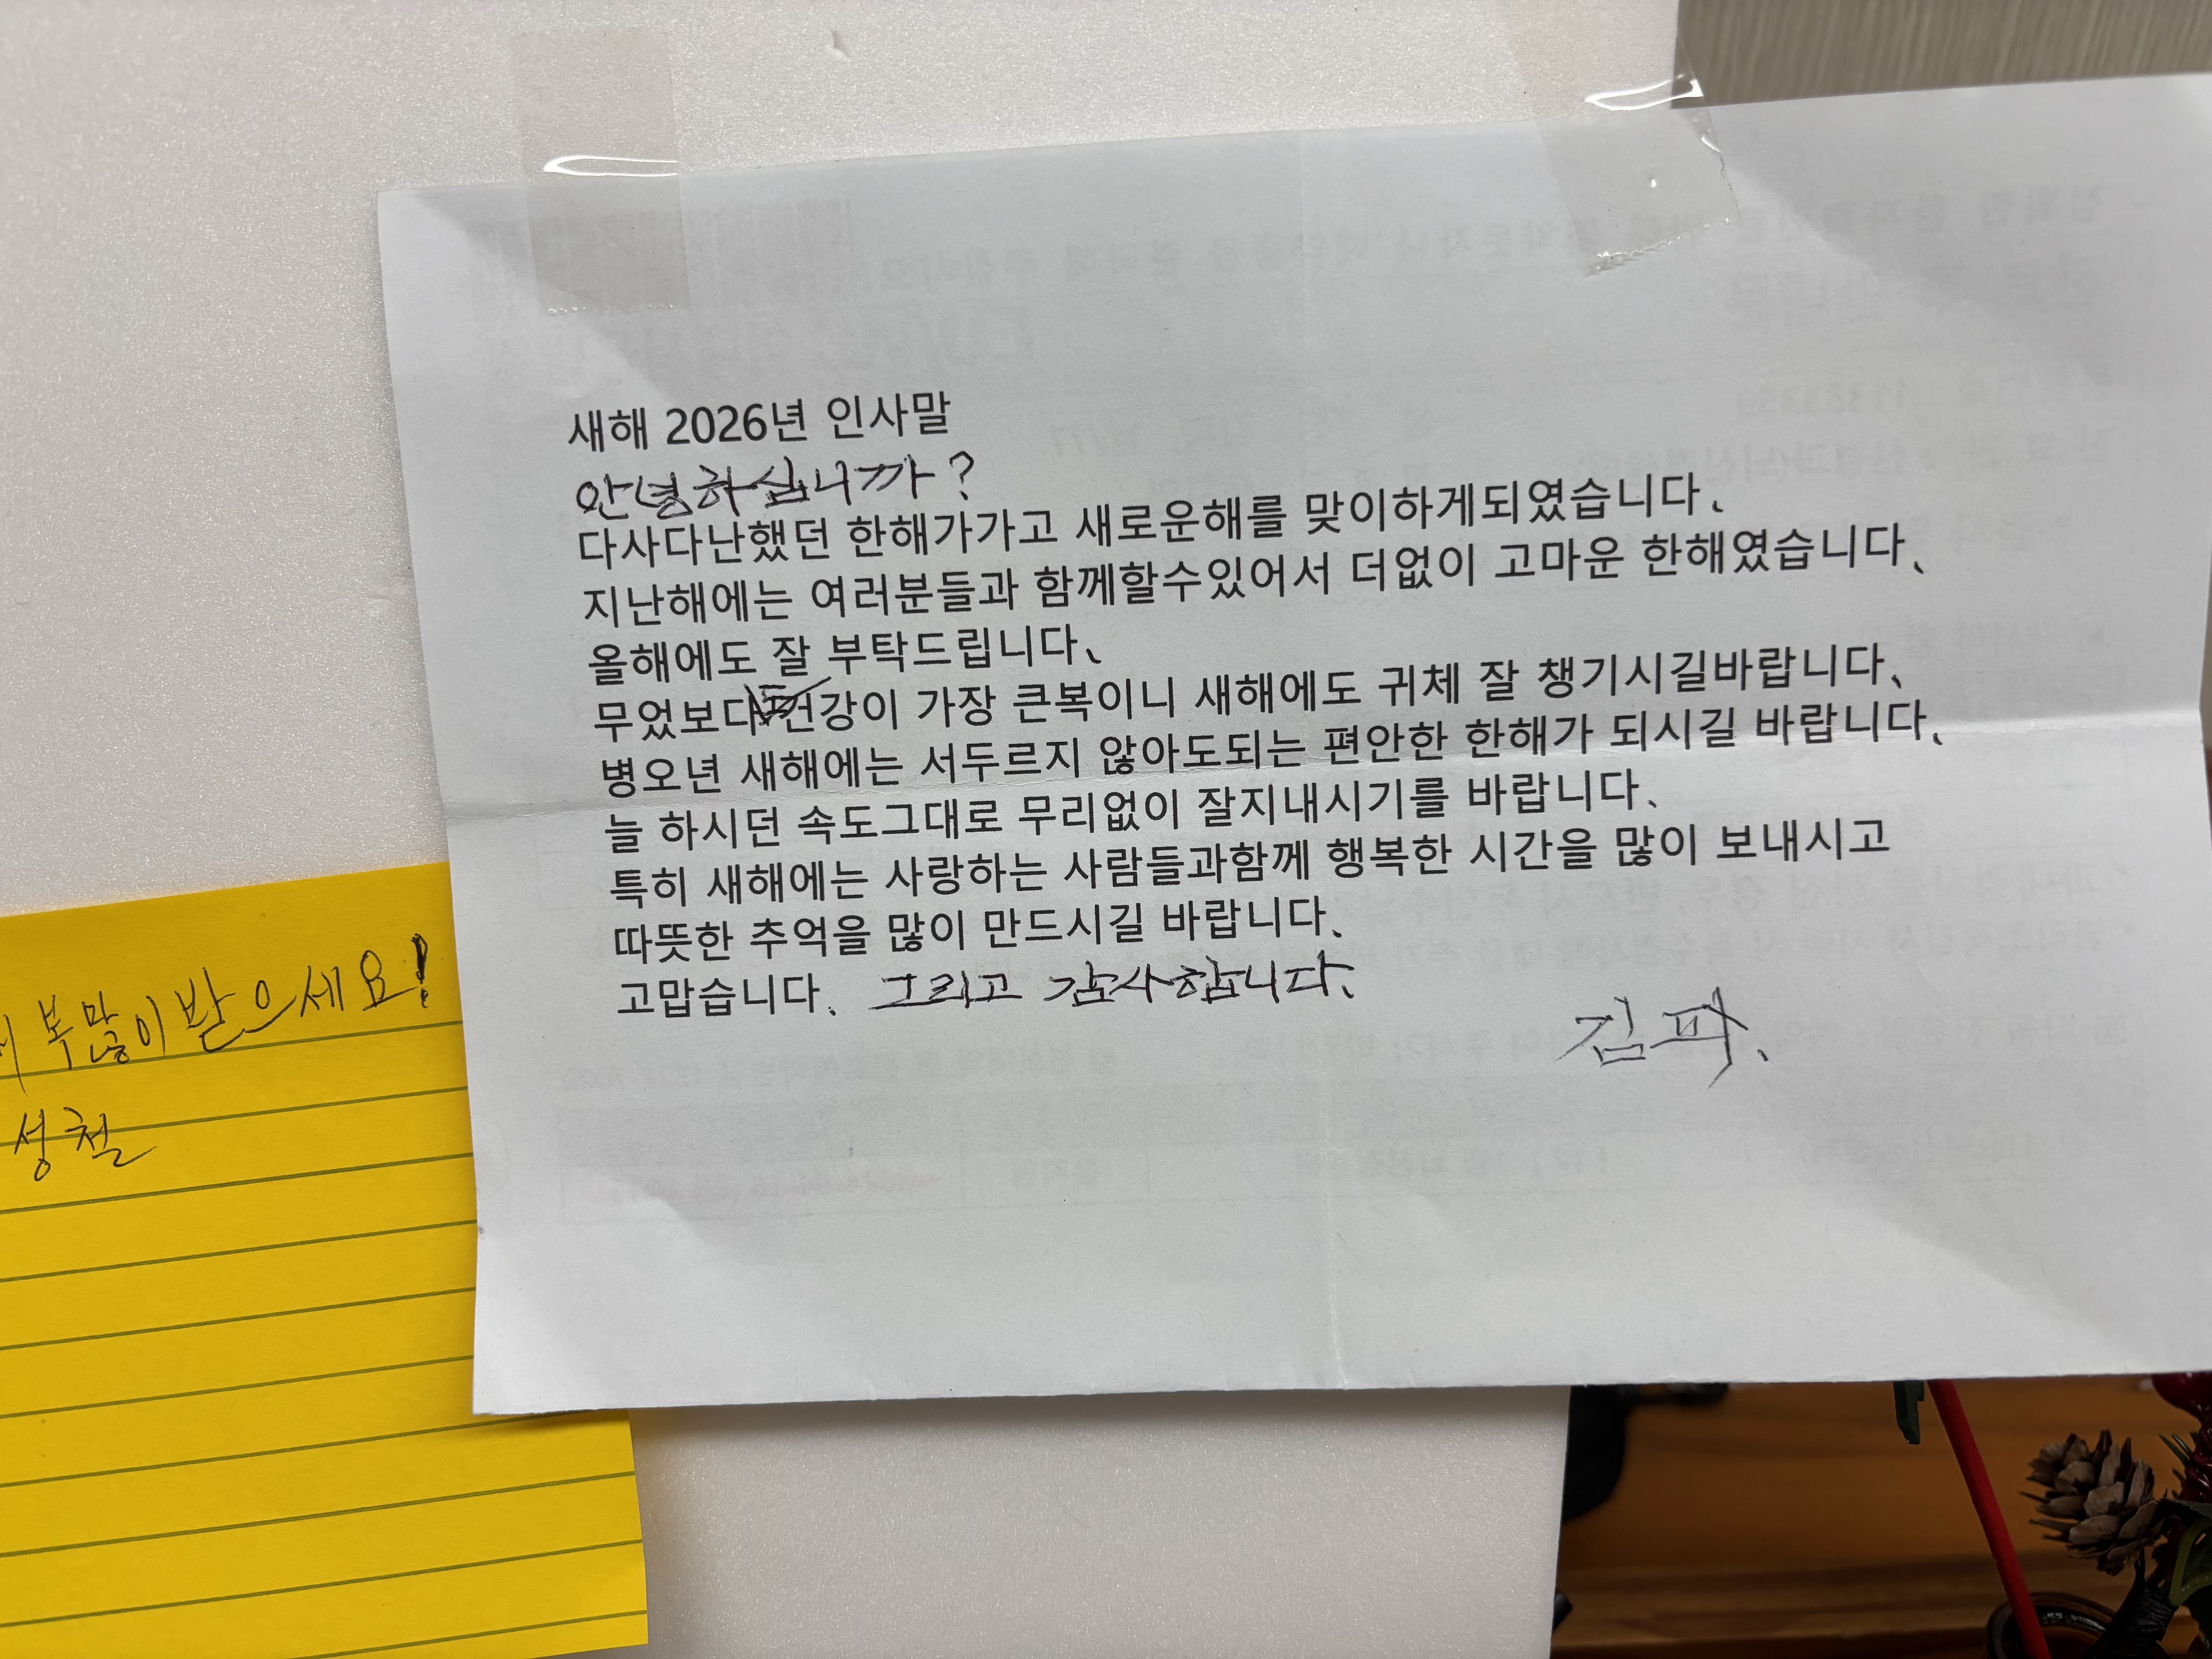 새해 2026년 인사말
안녕하십니까?
다사다난했던 한해가가고 새로운해를 맞이하게되였습니다、
지난해에는 여러분들과 함께할수있어서 더없이 고마운 한해였습니다、
올해에도 잘 부탁드립니다、
무었보다 건강이 가장 큰복이니 새해에도 귀체 잘 챙기시길바랍니다、
병오년 새해에는 서두르지 않아도되는 편안한 한해가 되시길 바랍니다、
늘 하시던 속도그대로 무리없이 잘지내시기를 바랍니다、
특히 새해에는 사랑하는 사람들과함께 행복한 시간을 많이 보내시고
따뜻한 추억을 많이 만드시길 바랍니다、
고맙습니다、 그리고 감사합니다、
김
복많이 받으세요!
성철